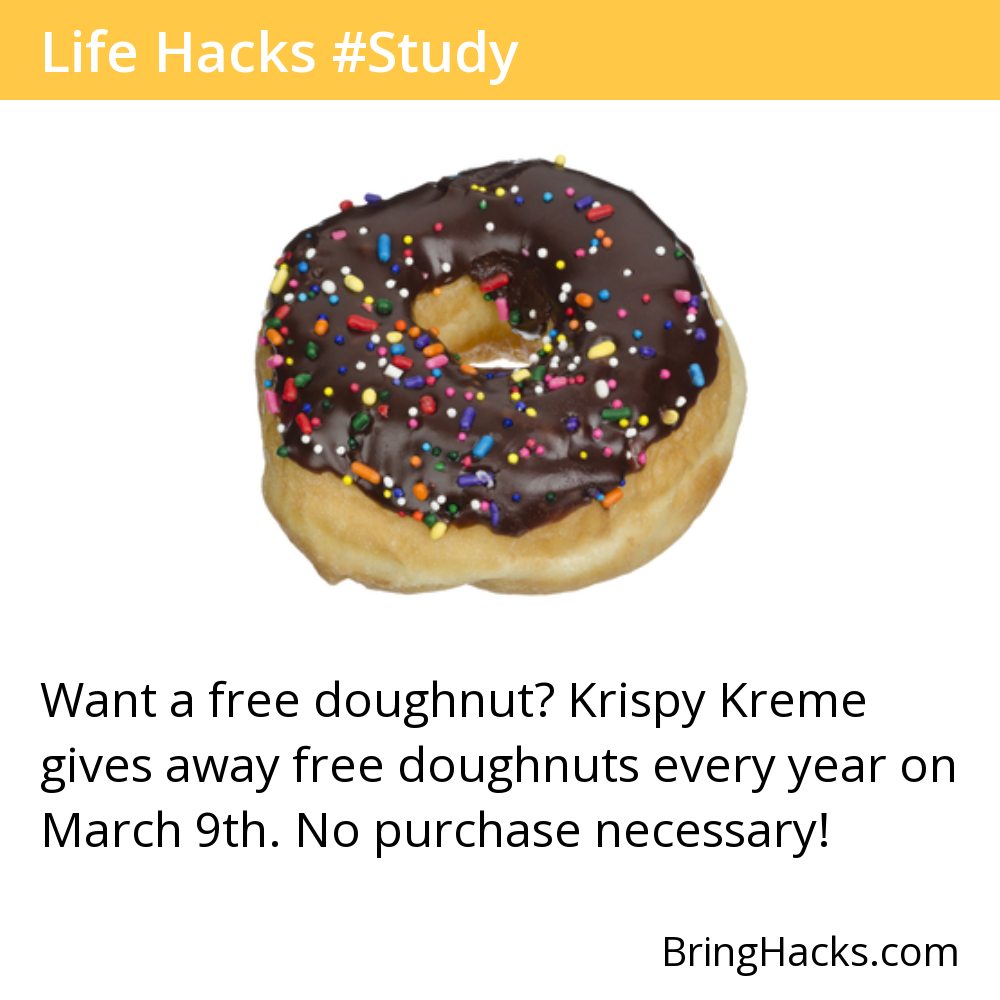 Life Hacks #Study
Want a free doughnut? Krispy Kreme
gives away free doughnuts every year on
March 9th. No purchase necessary!
BringHacks.com